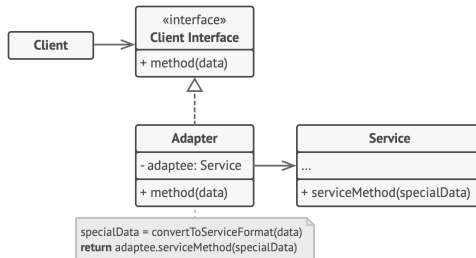 «interface»
Client Interface
Client
+ method(data)
Adapter
- adaptee: Service
+ method(data)
Service
...
+ serviceMethod(specialData)
specialData = convertToServiceFormat(data)
return adaptee.serviceMethod(specialData)